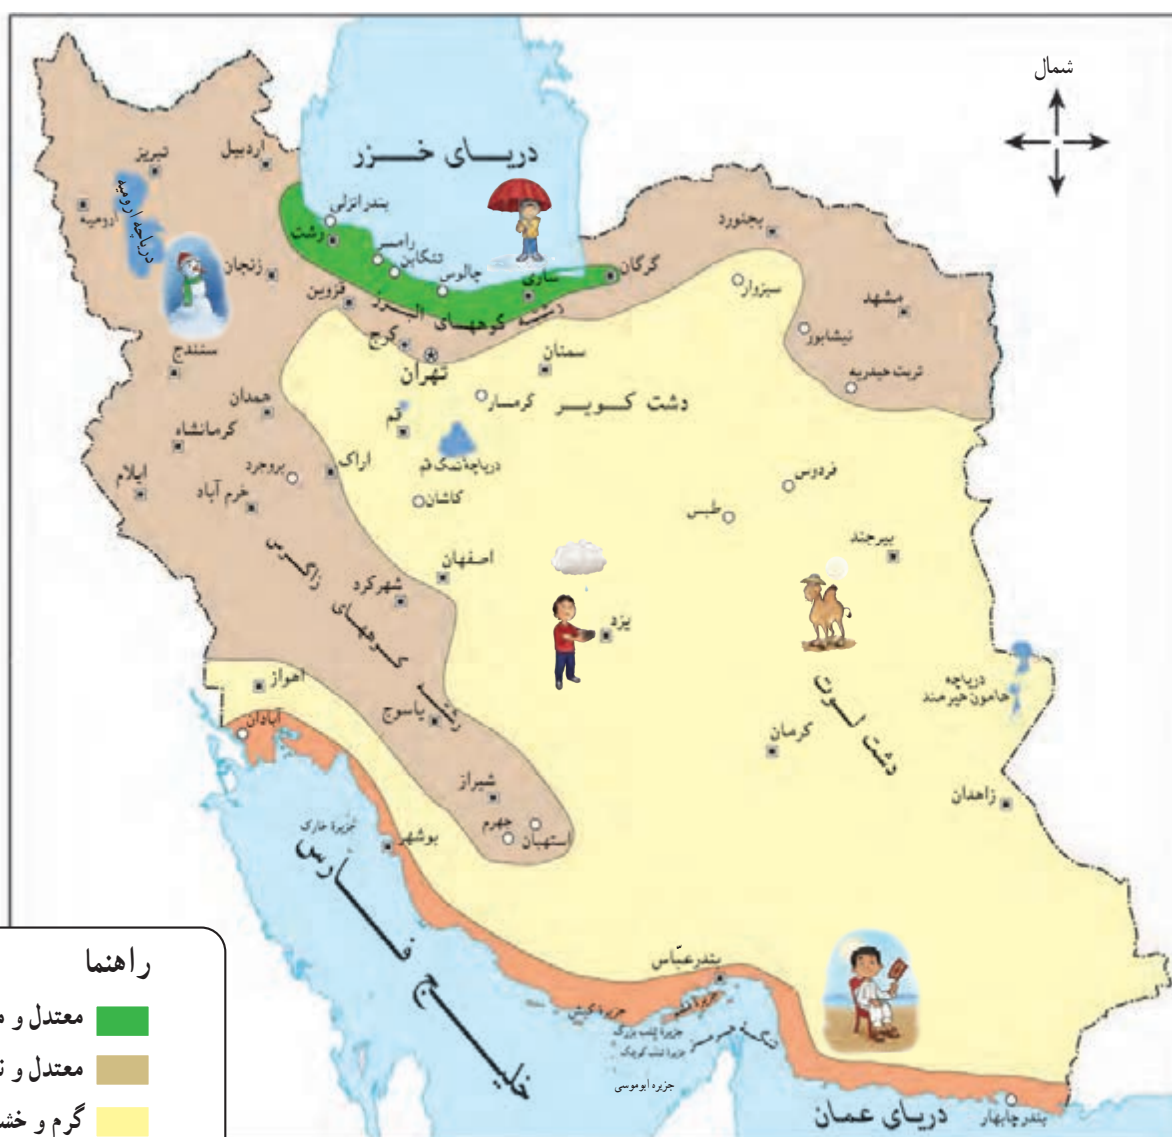 شمال
دریای خزر
اردبیل
تبریز
ارومیه
دریاچه ارومیه
بندرانزلی
رشت
رامسر
تنکابن
چالوس
ساری
گرگان
بجنورد
مشهد
سبزوار
نیشابور
تربت حیدریه
زنجان
قزوین
رشته کوههای البرز
کرج
تهران
سمنان
گرمسار
دشت کویر
سنندج
همدان
کرمانشاه
قم
دریاچهٔ نمک قم
ایلام
بروجرد
اراک
خرم آباد
کاشان
فردوس
طبس
بیرجند
اصفهان
شهرکرد
رشته کوههای زاگرس
یزد
دریاچه
هامون هیرمند
دشت لوت
کرمان
زاهدان
اهواز
آبادان
یاسوج
شیراز
جهرم
استهبان
جزیرهٔ خارک
بوشهر
خلیج فارس
بندرعبّاس
جزیرهٔ قشم
جزیرهٔ کیش
جزیرهٔ تنب بزرگ
جزیرهٔ تنب کوچک
تنگهٔ هرمز
جزیره ابوموسی
دریای عمان
بندرچابهار
راهنما
معتدل و
معتدل و
گرم و